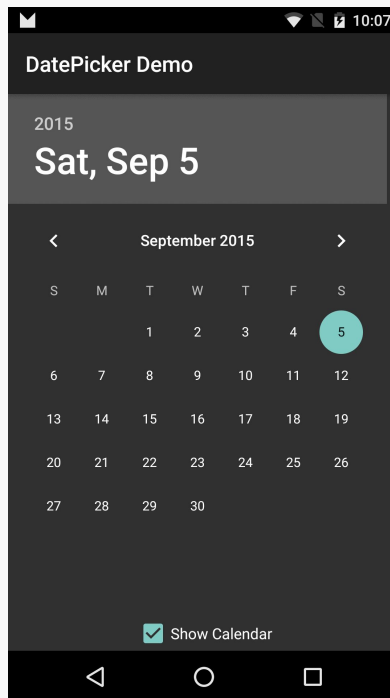 10:07
DatePicker Demo
2015
Sat, Sep 5
September 2015
S M T W T F S
1 2 3 4 5
6 7 8 9 10 11 12
13 14 15 16 17 18 19
20 21 22 23 24 25 26
27 28 29 30
Show Calendar